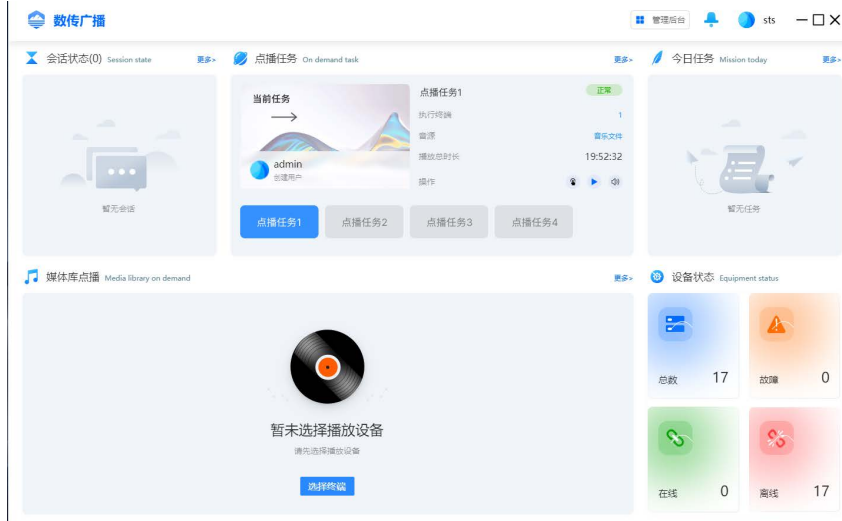 数传广播
管理后台
sts
会话状态(0) Session state 更多>
暂无会话
点播任务 On demand task 更多>
当前任务
admin
创建用户
点播任务1 正常
执行终端 1
音源 音乐文件
播放总时长 19:52:32
操作
点播任务1 点播任务2 点播任务3 点播任务4
今日任务 Mission today 更多>
暂无任务
媒体库点播 Media library on demand 更多>
暂未选择播放设备
请先选择播放设备
选择终端
设备状态 Equipment status
总数 17
故障 0
在线 0
离线 17